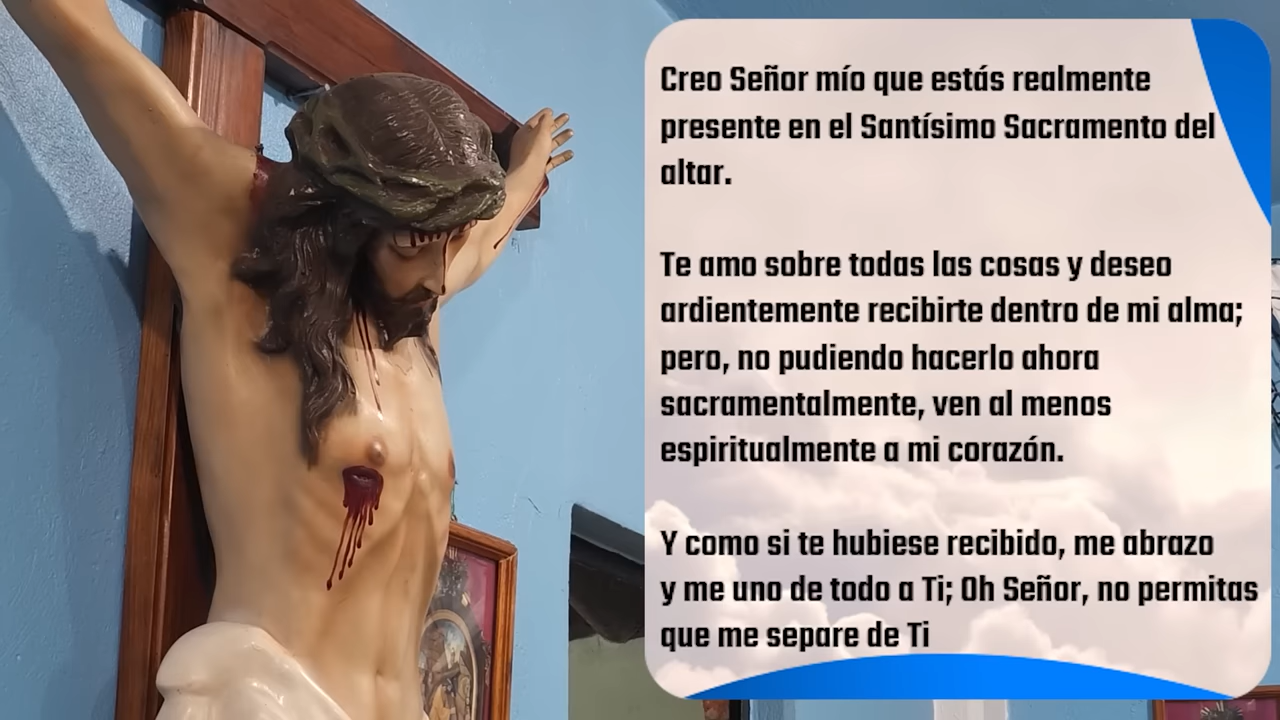 Creo Señor mío que estás realmente
presente en el Santísimo Sacramento del
altar.
Te amo sobre todas las cosas y deseo
ardientemente recibirte dentro de mi alma;
pero, no pudiendo hacerlo ahora
sacramentalmente, ven al menos
espiritualmente a mi corazón.
Y como si te hubiese recibido, me abrazo
y me uno de todo a Ti; Oh Señor, no permitas
que me separe de Ti